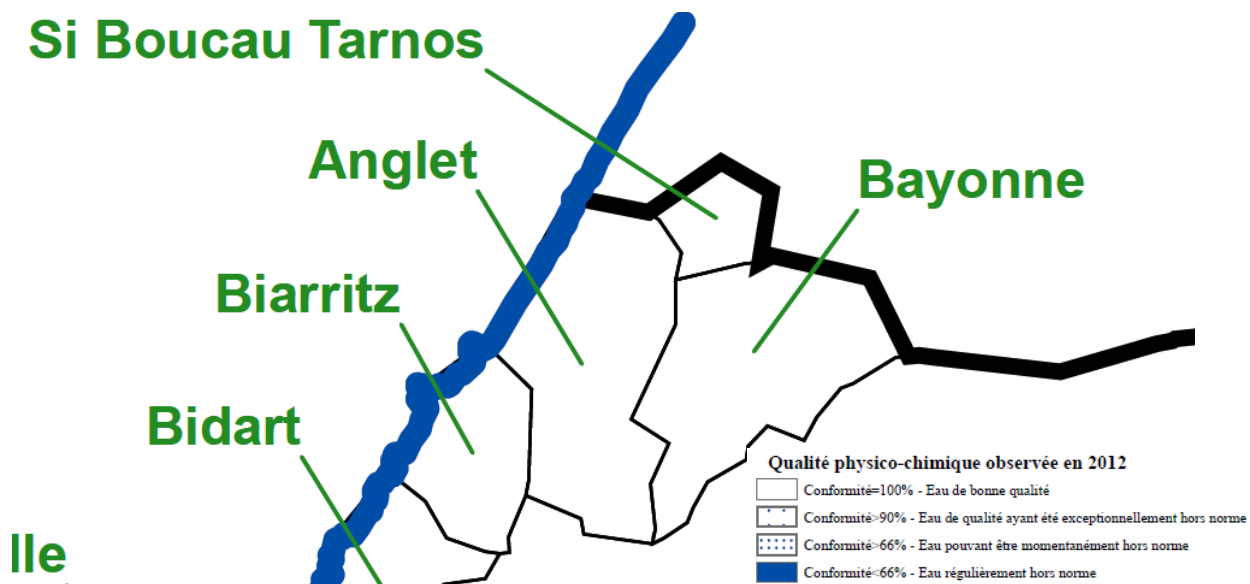 Si Boucau Tarnos
Anglet
Bayonne
Biarritz
Bidart
lle
Qualité physico-chimique observée en 2012
Conformité=100% - Eau de bonne qualité
Conformité>90% - Eau de qualité ayant été exceptionnellement hors norme
Conformité>66% - Eau pouvant être momentanément hors norme
Conformité<66% - Eau régulièrement hors norme